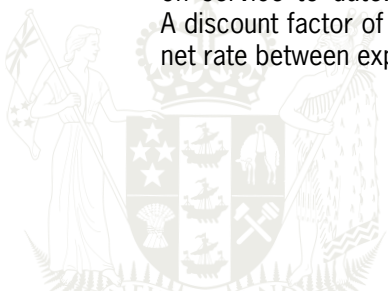 on service to date.
A discount factor of
net rate between exp